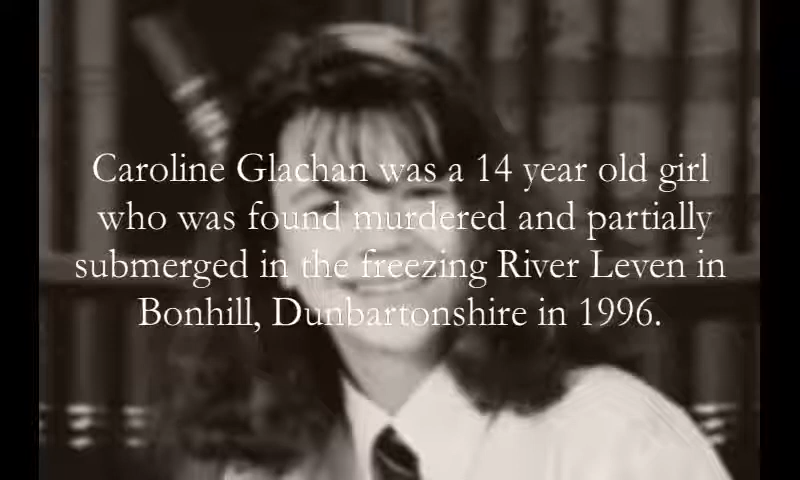 Caroline Glachan was a 14 year old girl
who was found murdered and partially
submerged in the freezing River Leven in
Bonhill, Dunbartonshire in 1996.